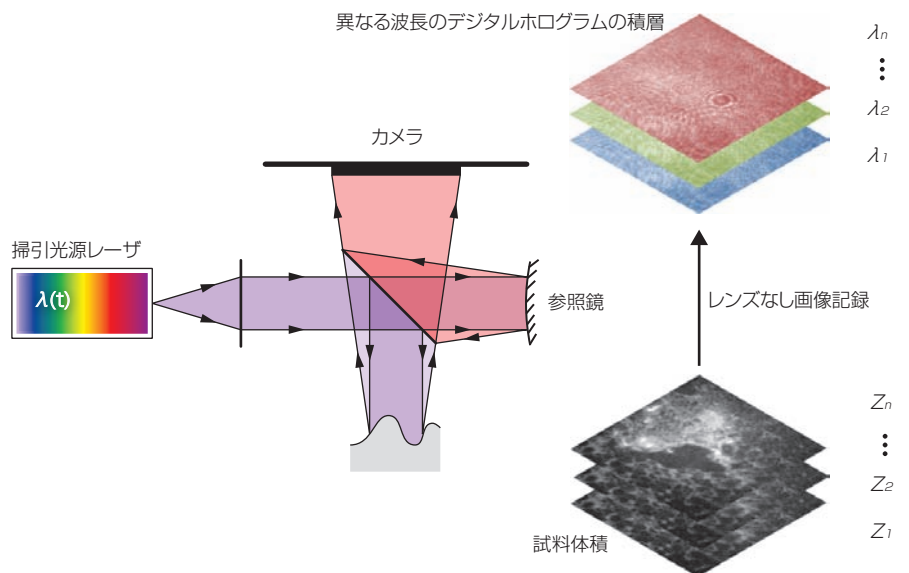 異なる波長のデジタルホログラムの積層
λn
⋮
λ2
λ1
カメラ
掃引光源レーザ
λ(t)
参照鏡
レンズなし画像記録
Zn
⋮
Z2
Z1
試料体積